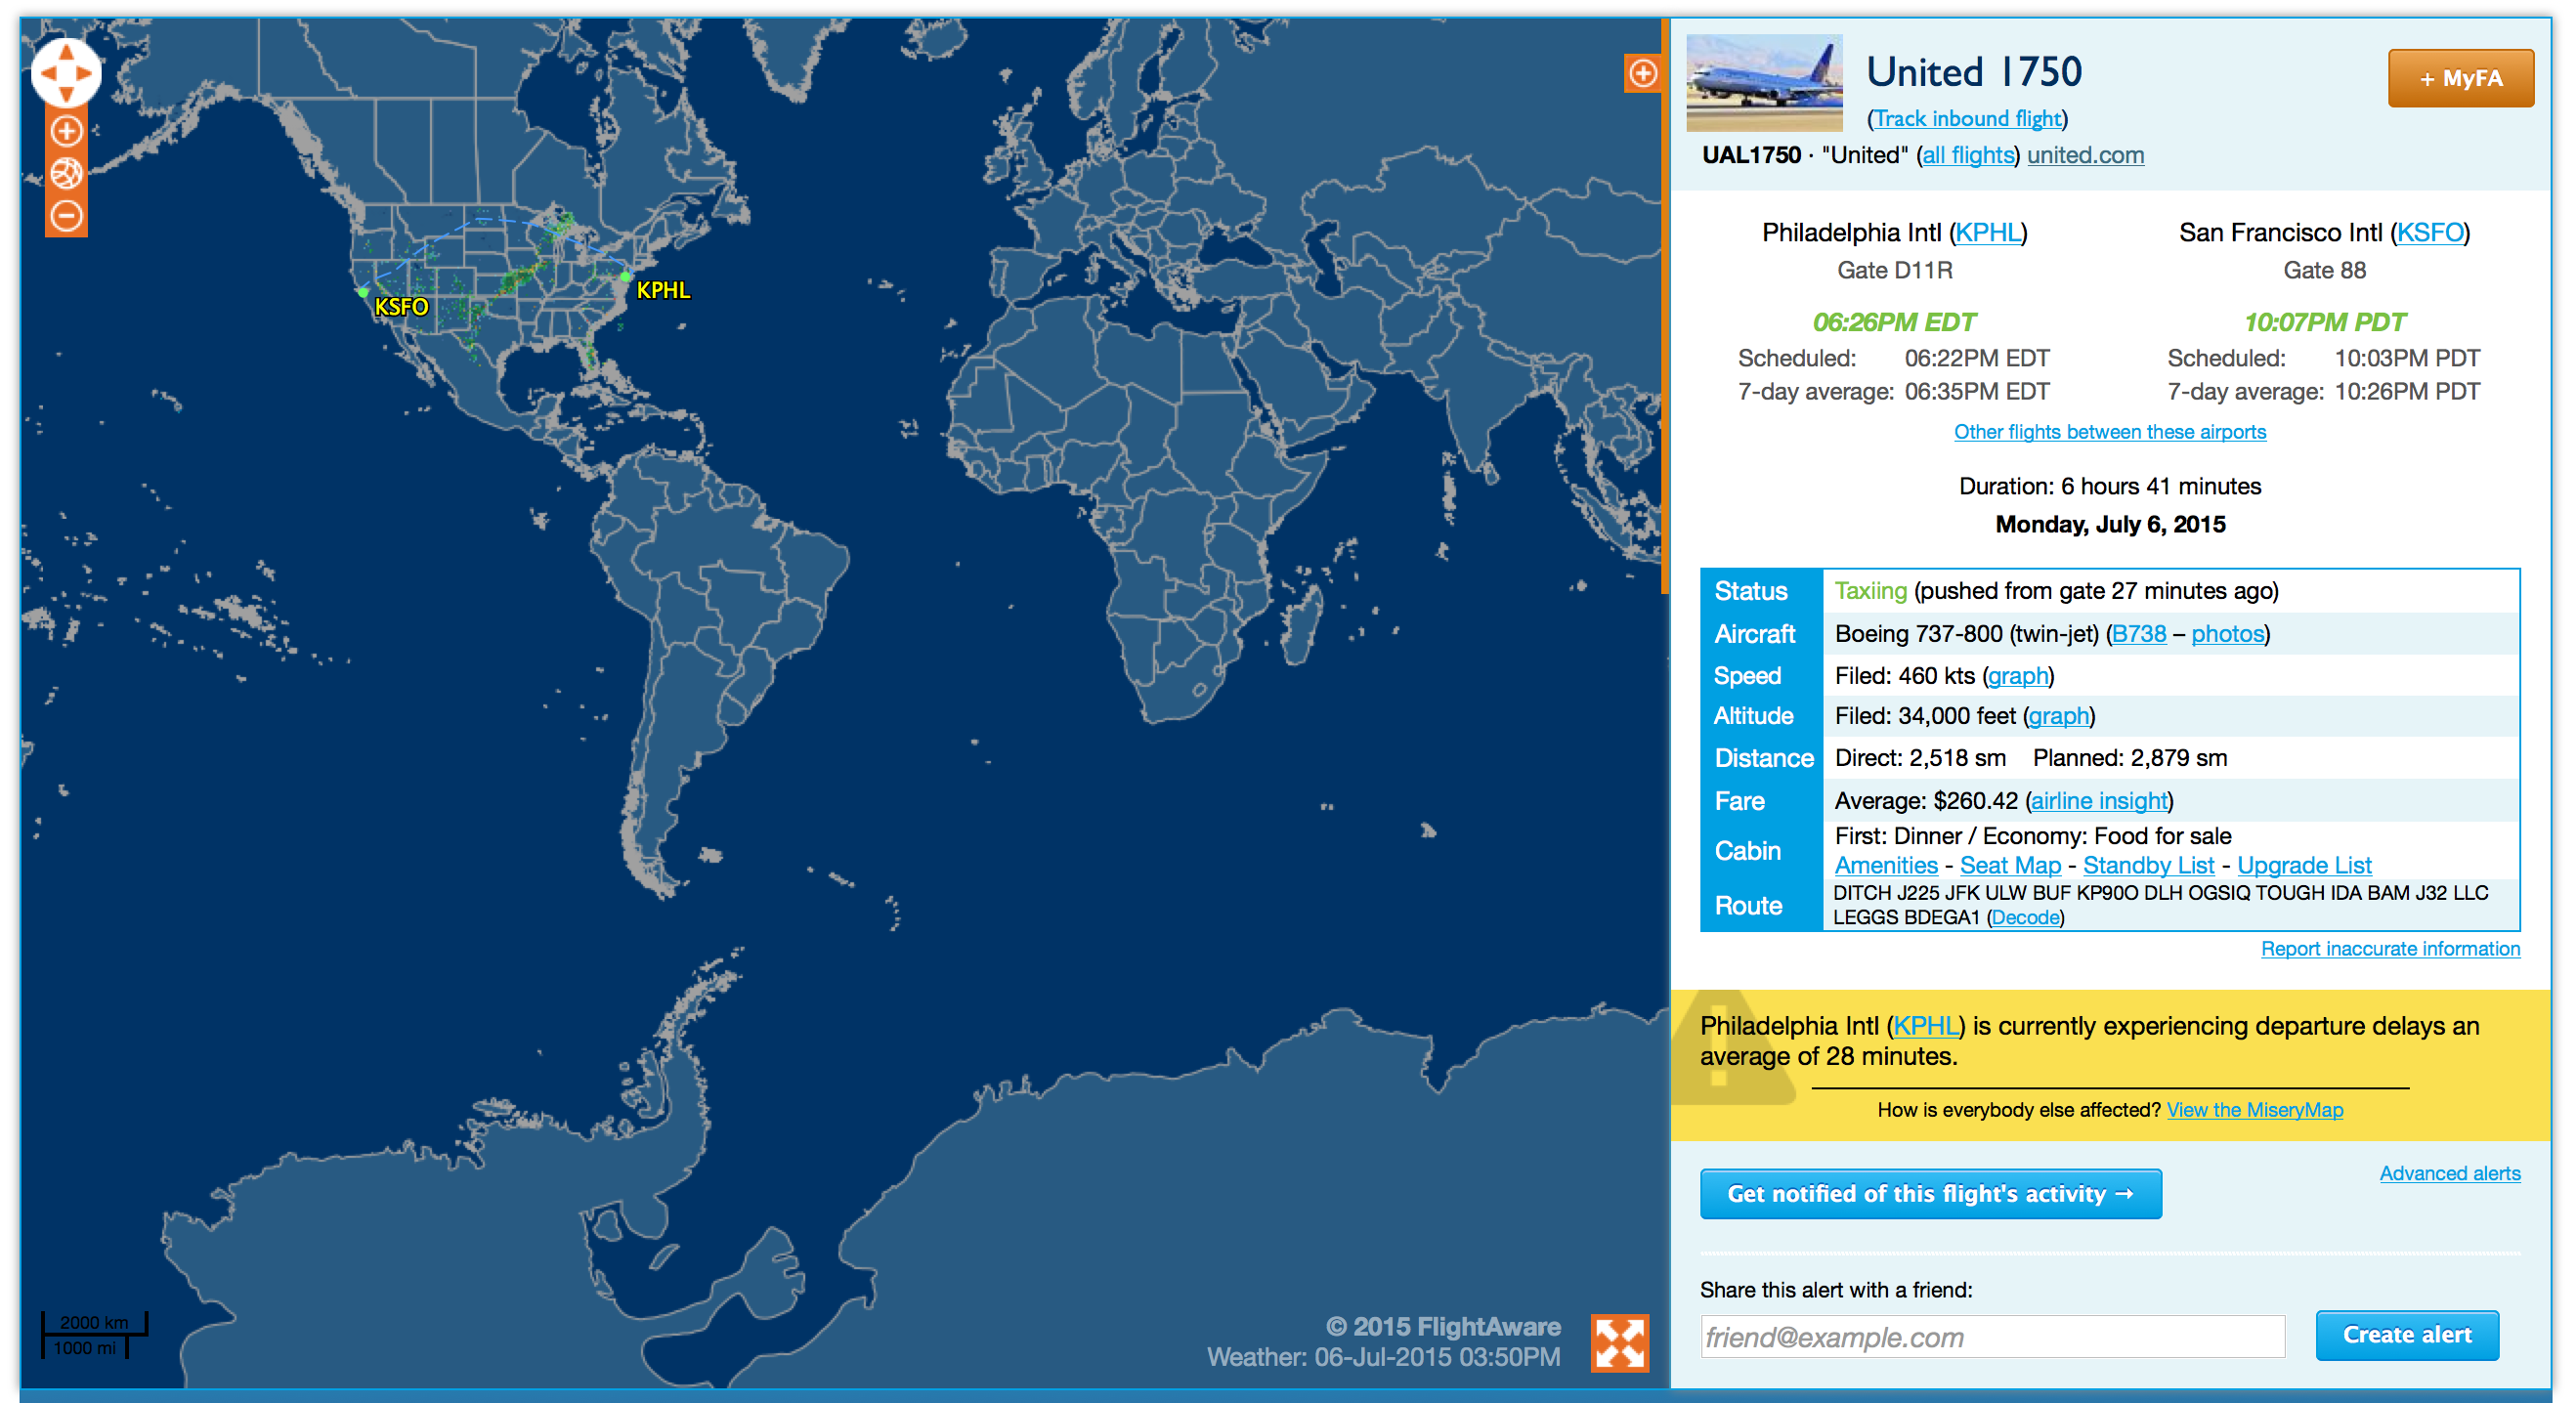 KSFO
KPHL
2000 km
1000 mi
© 2015 FlightAware
Weather: 06-Jul-2015 03:50PM
United 1750
+ MyFA
(Track inbound flight)
UAL1750 · "United" (all flights) united.com
Philadelphia Intl (KPHL)
Gate D11R
06:26PM EDT
Scheduled: 06:22PM EDT
7-day average: 06:35PM EDT
San Francisco Intl (KSFO)
Gate 88
10:07PM PDT
Scheduled: 10:03PM PDT
7-day average: 10:26PM PDT
Other flights between these airports
Duration: 6 hours 41 minutes
Monday, July 6, 2015
Status Taxiing (pushed from gate 27 minutes ago)
Aircraft Boeing 737-800 (twin-jet) (B738 – photos)
Speed Filed: 460 kts (graph)
Altitude Filed: 34,000 feet (graph)
Distance Direct: 2,518 sm Planned: 2,879 sm
Fare Average: $260.42 (airline insight)
Cabin First: Dinner / Economy: Food for sale
Amenities - Seat Map - Standby List - Upgrade List
Route DITCH J225 JFK ULW BUF KP90O DLH OGSIQ TOUGH IDA BAM J32 LLC
LEGGS BDEGA1 (Decode)
Report inaccurate information
Philadelphia Intl (KPHL) is currently experiencing departure delays an
average of 28 minutes.
How is everybody else affected? View the MiseryMap
Get notified of this flight's activity →
Advanced alerts
Share this alert with a friend:
friend@example.com
Create alert